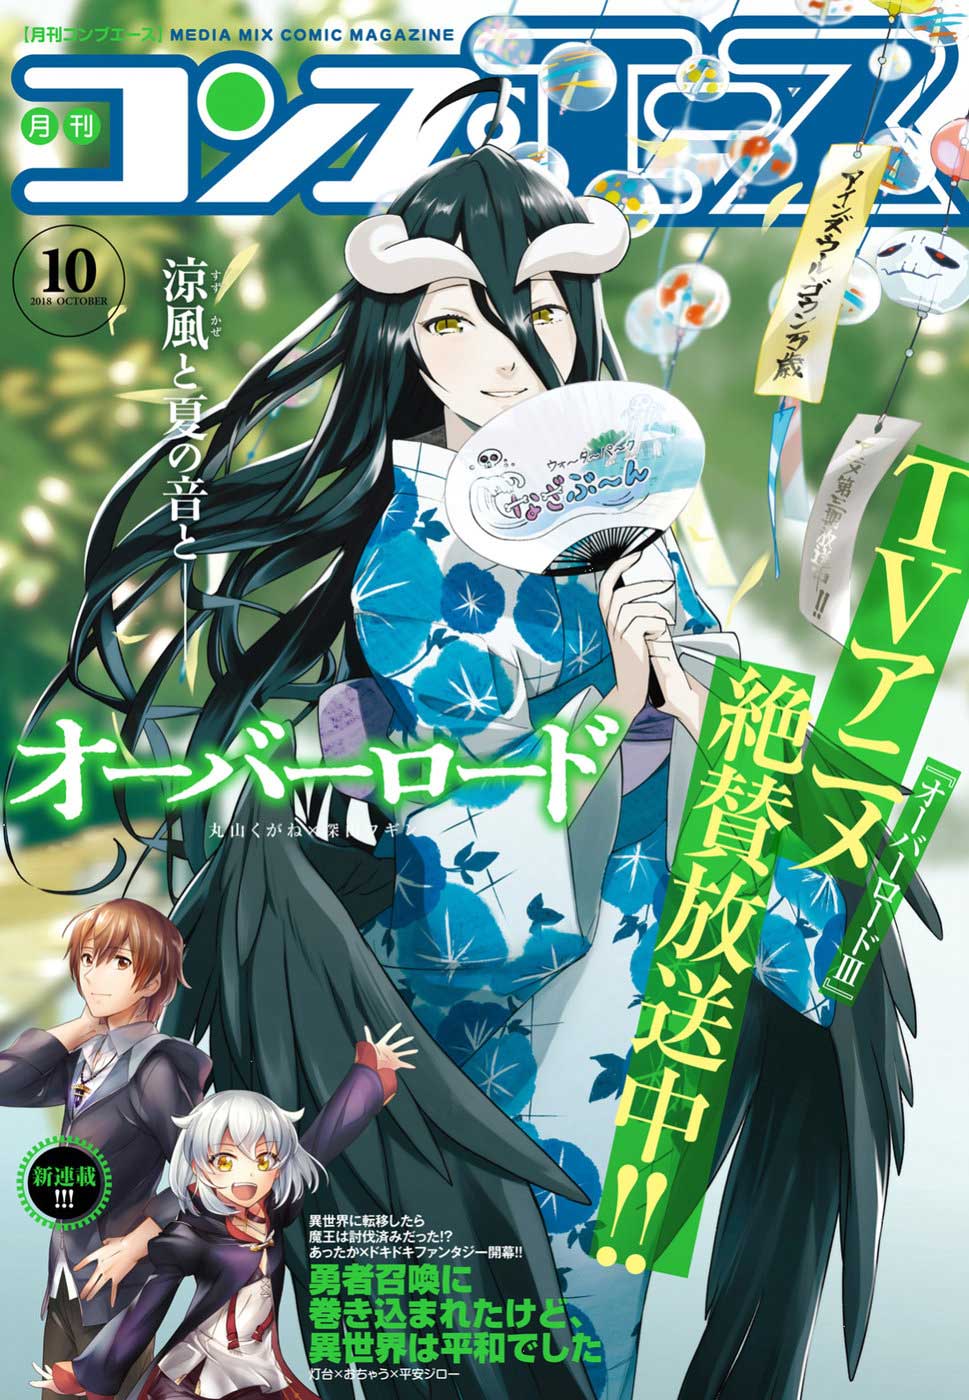 【月刊コンプエース】 MEDIA MIX COMIC MAGAZINE
月刊
コンプエース
10
2018 OCTOBER
涼風と夏の音と——
すず かぜ
アインズウールゴウン万歳
ウォ〜タ〜パ〜ク
なざぶ〜ん
放送中!!
TVアニメ
『オーバーロードIII』
絶賛放送中!!
オーバーロード
丸山くがね×深山フギン
新連載
!!!
異世界に転移したら
魔王は討伐済みだった!?
あったか×ドキドキファンタジー開幕!!
勇者召喚に
巻き込まれたけど、
異世界は平和でした
灯台×おちゃう×平安ジロー